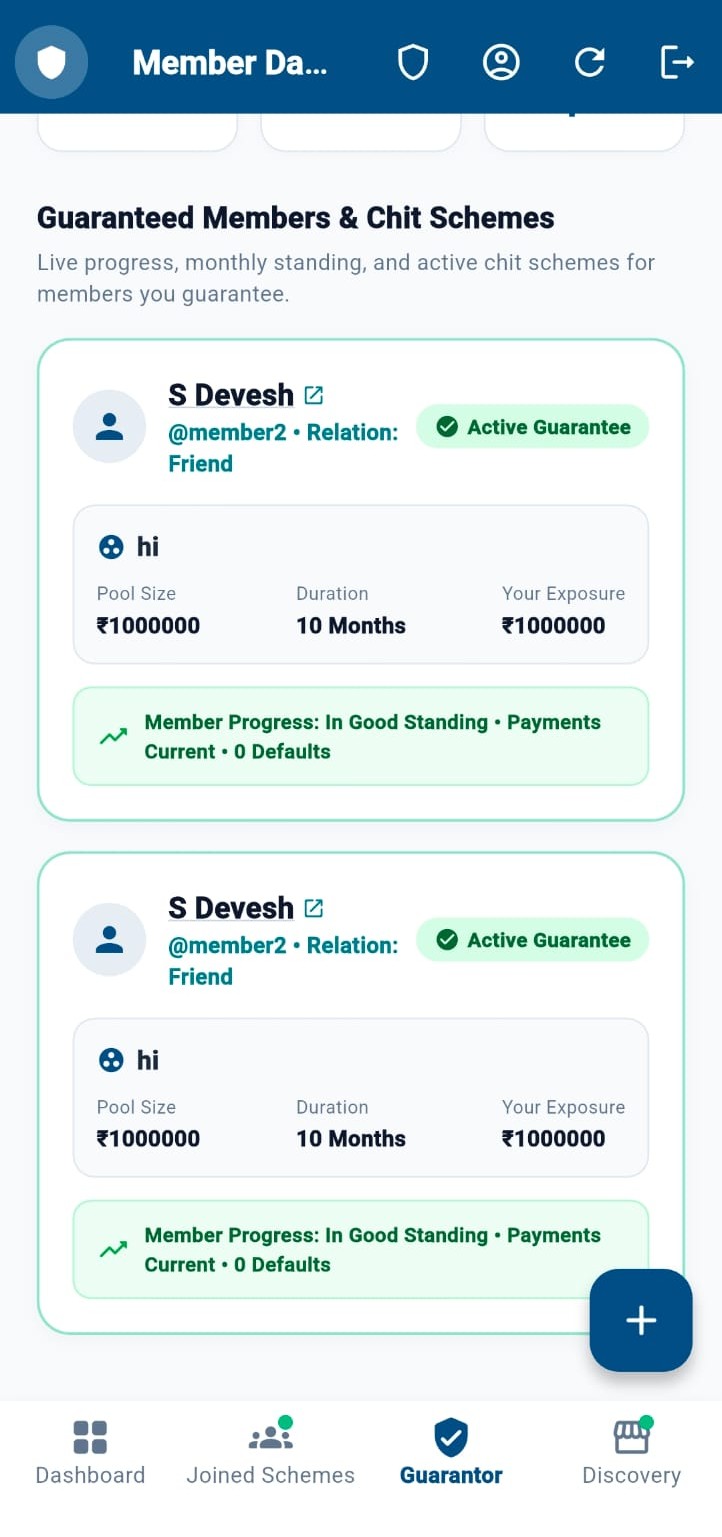 Member Da...
Guaranteed Members & Chit Schemes
Live progress, monthly standing, and active chit schemes for
members you guarantee.
S Devesh
@member2 • Relation:
Friend
Active Guarantee
hi
Pool Size
Duration
Your Exposure
₹1000000
10 Months
₹1000000
Member Progress: In Good Standing • Payments
Current • 0 Defaults
S Devesh
@member2 • Relation:
Friend
Active Guarantee
hi
Pool Size
Duration
Your Exposure
₹1000000
10 Months
₹1000000
Member Progress: In Good Standing • Payments
Current • 0 Defaults
Dashboard
Joined Schemes
Guarantor
Discovery